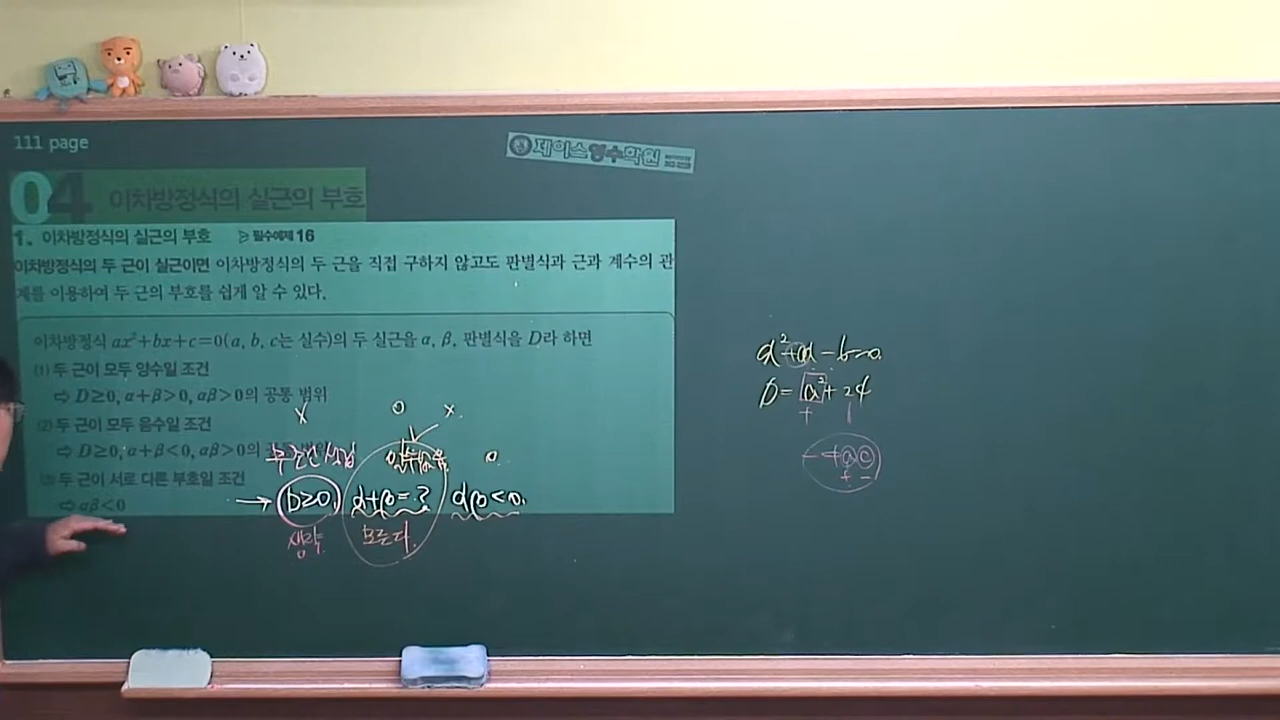 111 page
제이스영수학원
04 이차방정식의 실근의 부호
1. 이차방정식의 실근의 부호 ▷ 필수예제 16
이차방정식의 두 근이 실근이면 이차방정식의 두 근을 직접 구하지 않고도 판별식과 근과 계수의 관
계를 이용하여 두 근의 부호를 쉽게 알 수 있다.
이차방정식 ax²+bx+c=0(a, b, c는 실수)의 두 실근을 α, β, 판별식을 D라 하면
(1) 두 근이 모두 양수일 조건
⇨ D≥0, α+β>0, αβ>0의 공통 범위
(2) 두 근이 모두 음수일 조건
⇨ D≥0, α+β<0, αβ>0의 공통 범위
(3) 두 근이 서로 다른 부호일 조건
⇨ αβ<0
x o x
o
→ D≥0, α+β=? αβ<0.
생략 모른다.
D = a²+24
+
-4ac
+ -